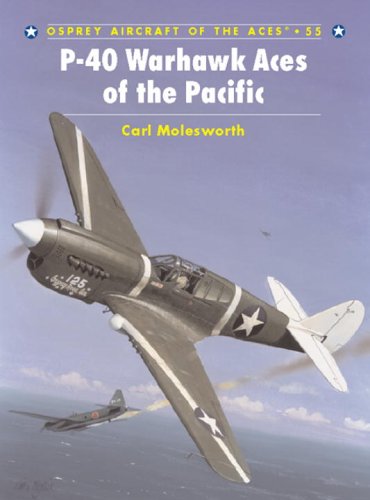 OSPREY AIRCRAFT OF THE ACES® • 55
P-40 Warhawk Aces
of the Pacific
Carl Molesworth
125